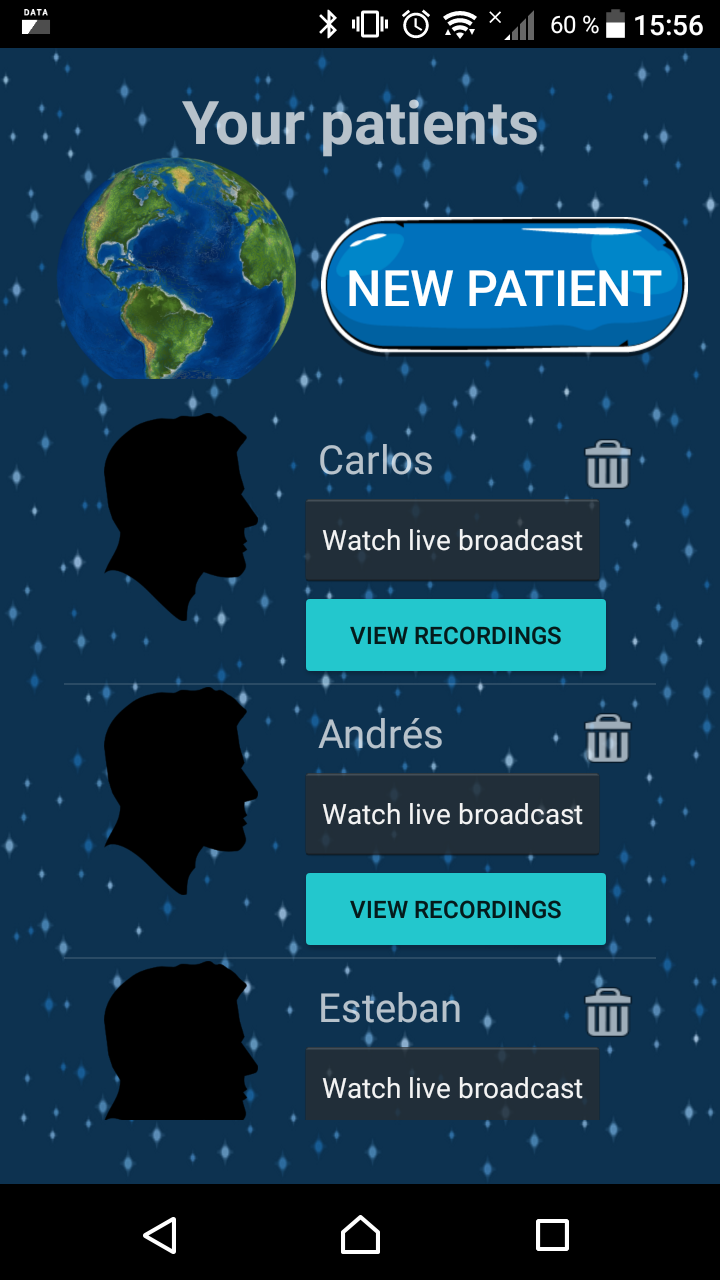 DATA
60 % 15:56
Your patients
NEW PATIENT
Carlos
Watch live broadcast
VIEW RECORDINGS
Andrés
Watch live broadcast
VIEW RECORDINGS
Esteban
Watch live broadcast